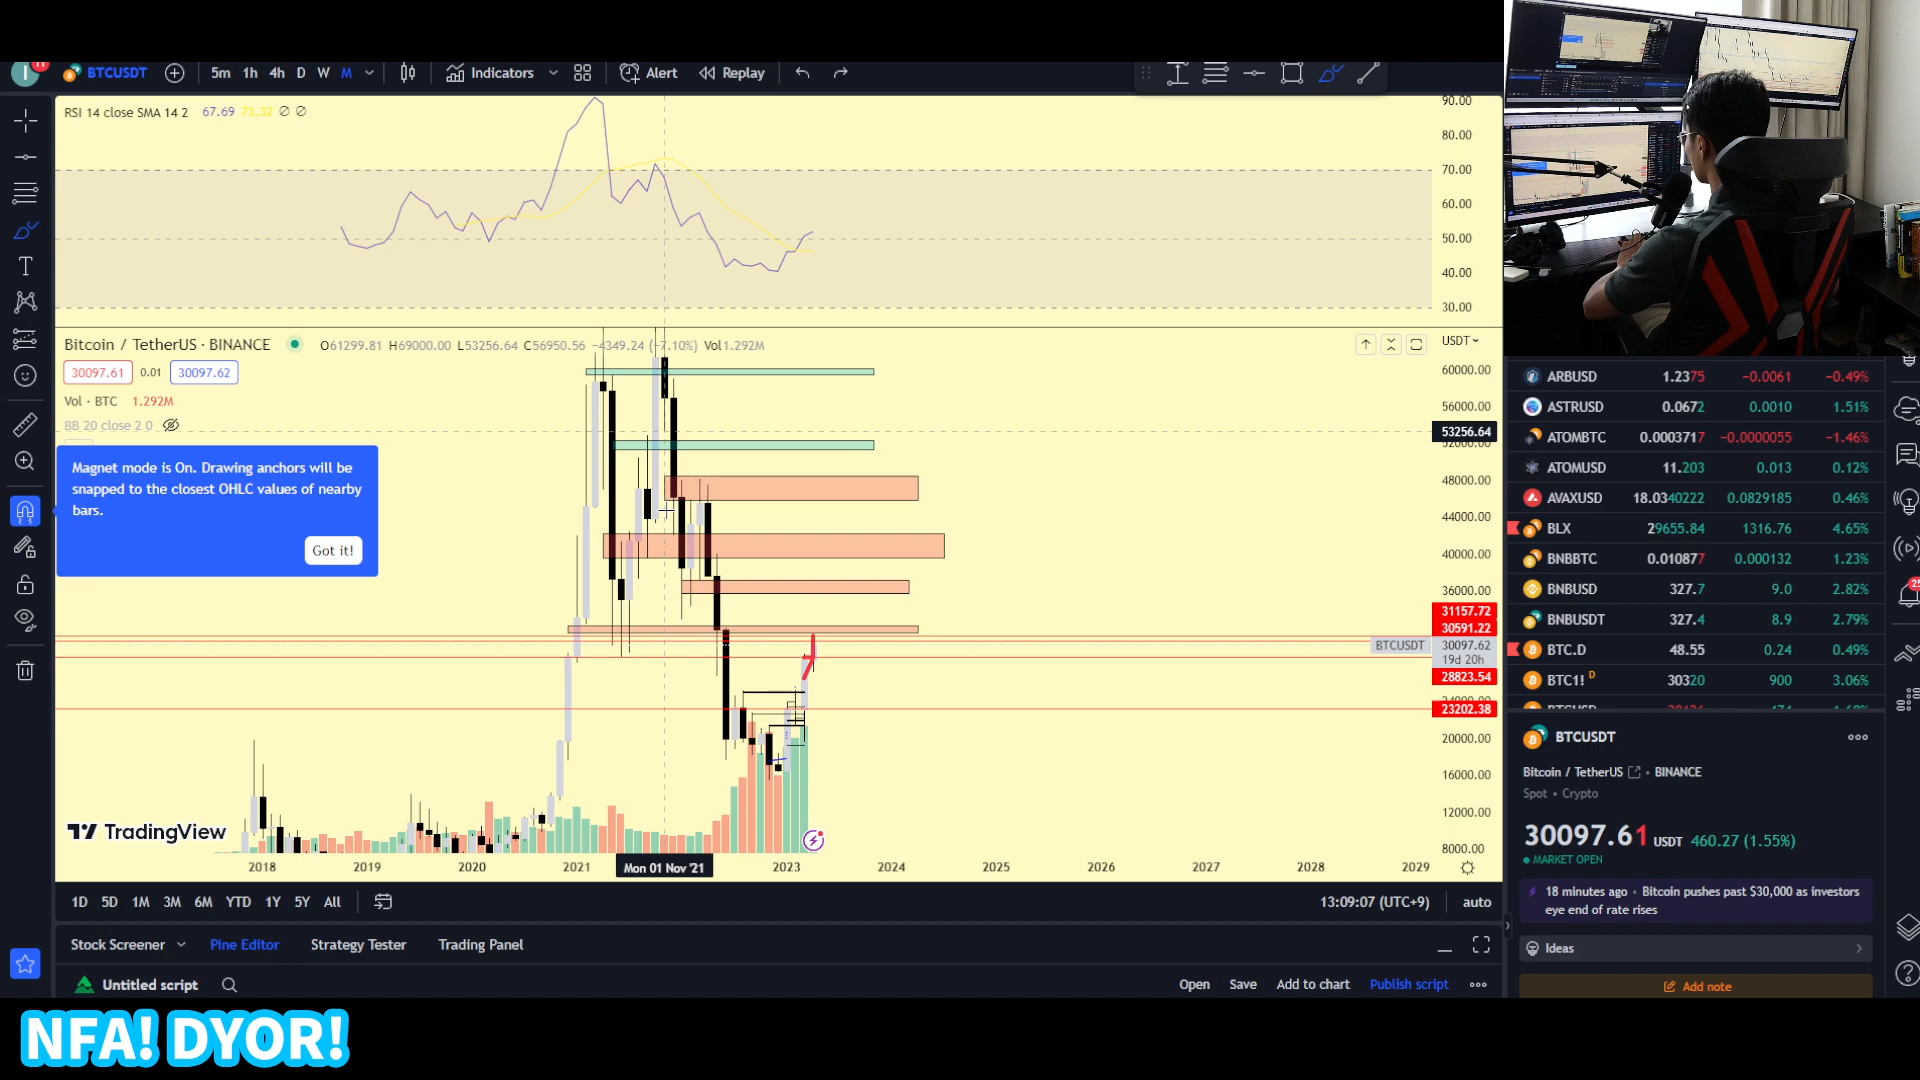 BTCUSDT
5m 1h 4h D W M
Indicators
Alert
Replay
RSI 14 close SMA 14 2 67.69 73.32
90.00
80.00
70.00
60.00
50.00
40.00
30.00
Bitcoin / TetherUS · BINANCE
O61299.81 H69000.00 L53256.64 C56950.56 −4349.24 (−7.10%) Vol1.292M
USDT
30097.61 0.01 30097.62
Vol · BTC 1.292M
BB 20 close 2 0
Magnet mode is On. Drawing anchors will be
snapped to the closest OHLC values of nearby
bars.
Got it!
60000.00
56000.00
53256.64
52000.00
48000.00
44000.00
40000.00
36000.00
31157.72
30591.22
BTCUSDT 30097.62
19d 20h
28823.54
24000.00
23202.38
20000.00
16000.00
12000.00
8000.00
TradingView
2018 2019 2020 2021 Mon 01 Nov '21 2023 2024 2025 2026 2027 2028 2029
1D 5D 1M 3M 6M YTD 1Y 5Y All
13:09:07 (UTC+9) auto
Stock Screener Pine Editor Strategy Tester Trading Panel
Untitled script
Open Save Add to chart Publish script
ARBUSD 1.2375 −0.0061 −0.49%
ASTRUSD 0.0672 0.0010 1.51%
ATOMBTC 0.0003717 −0.0000055 −1.46%
ATOMUSD 11.203 0.013 0.12%
AVAXUSD 18.0340222 0.0829185 0.46%
BLX 29655.84 1316.76 4.65%
BNBBTC 0.010877 0.000132 1.23%
BNBUSD 327.7 9.0 2.82%
BNBUSDT 327.4 8.9 2.79%
BTC.D 48.55 0.24 0.49%
BTC1! D 30320 900 3.06%
BTCUSDT
Bitcoin / TetherUS • BINANCE
Spot • Crypto
30097.61 USDT 460.27 (1.55%)
MARKET OPEN
18 minutes ago • Bitcoin pushes past $30,000 as investors
eye end of rate rises
Ideas
Add note
NFA! DYOR!